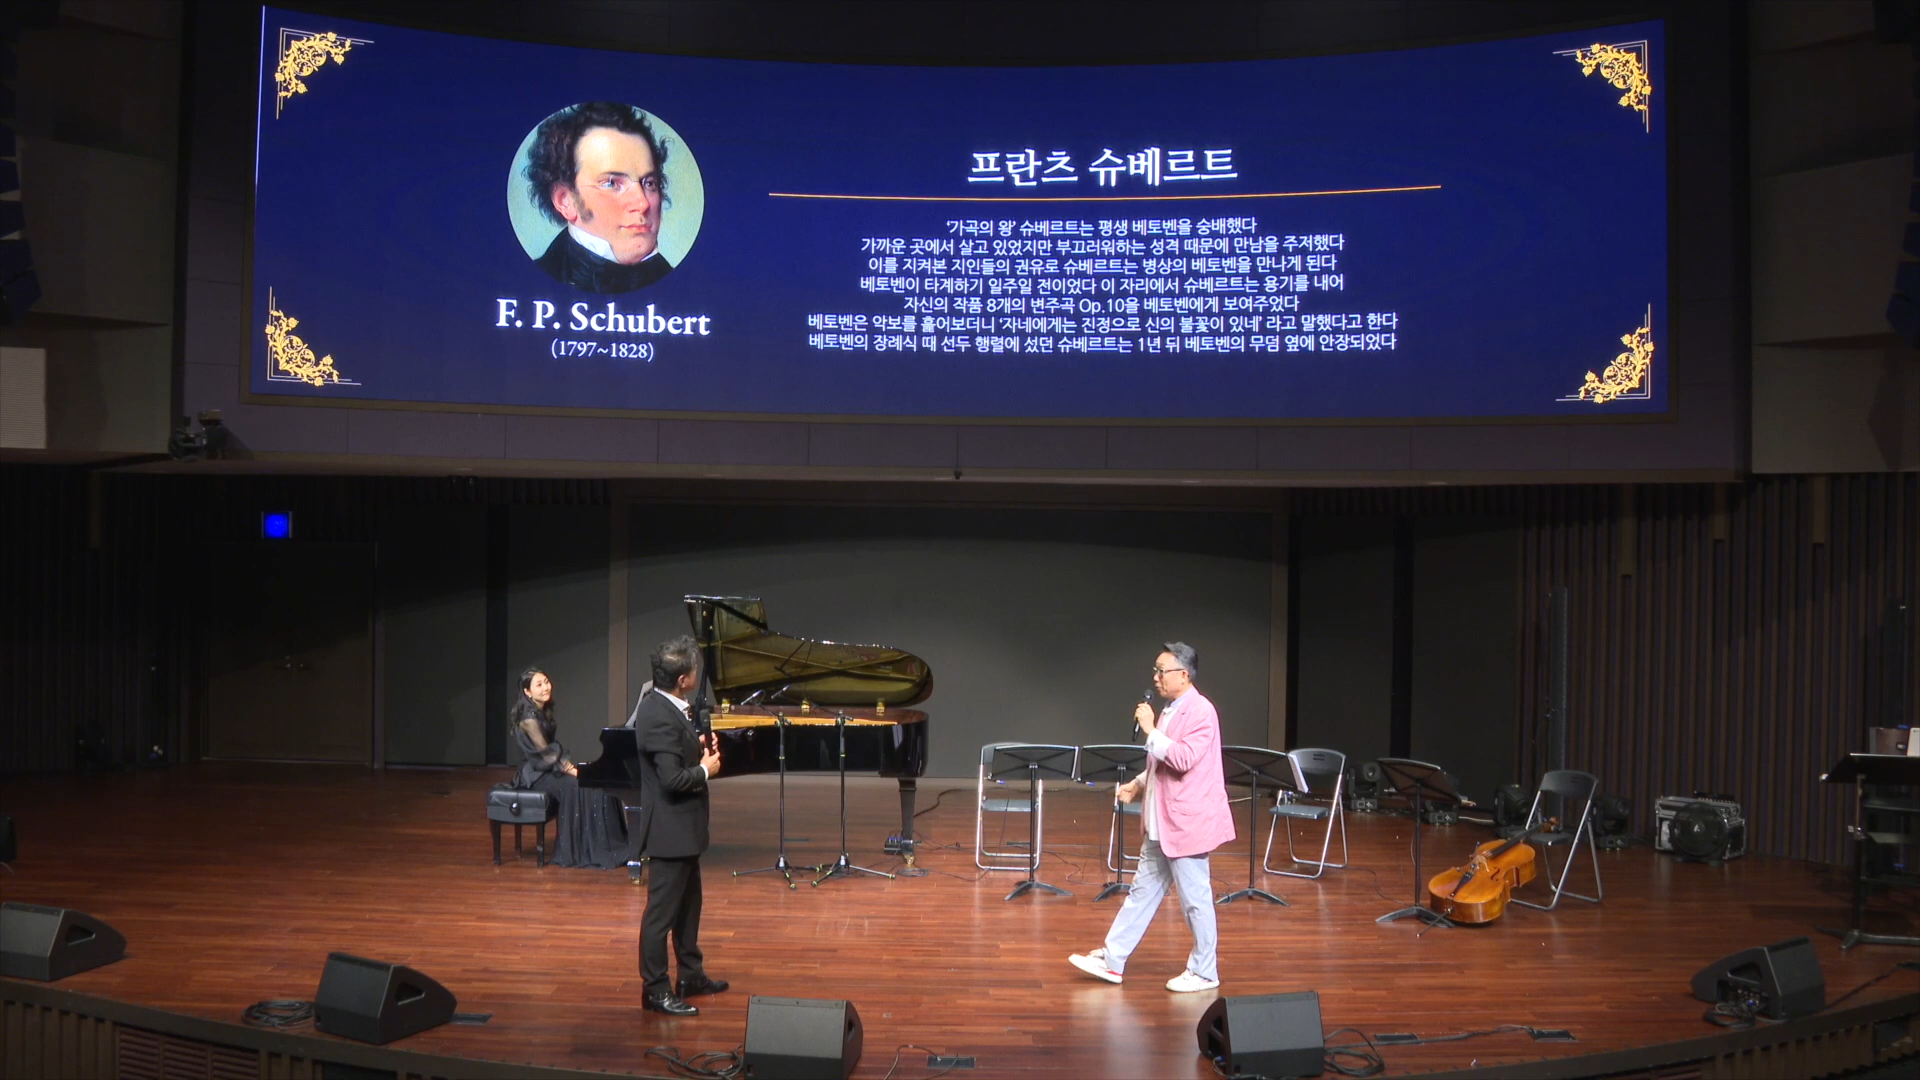 프란츠 슈베르트
'가곡의 왕' 슈베르트는 평생 베토벤을 숭배했다
가까운 곳에서 살고 있었지만 부끄러워하는 성격 때문에 만남을 주저했다
이를 지켜본 지인들의 권유로 슈베르트는 병상의 베토벤을 만나게 된다
베토벤이 타계하기 일주일 전이었다 이 자리에서 슈베르트는 용기를 내어
자신의 작품 8개의 변주곡 Op.10을 베토벤에게 보여주었다
베토벤은 악보를 훑어보더니 '자네에게는 진정으로 신의 불꽃이 있네' 라고 말했다고 한다
베토벤의 장례식 때 선두 행렬에 섰던 슈베르트는 1년 뒤 베토벤의 무덤 옆에 안장되었다
F. P. Schubert
(1797~1828)